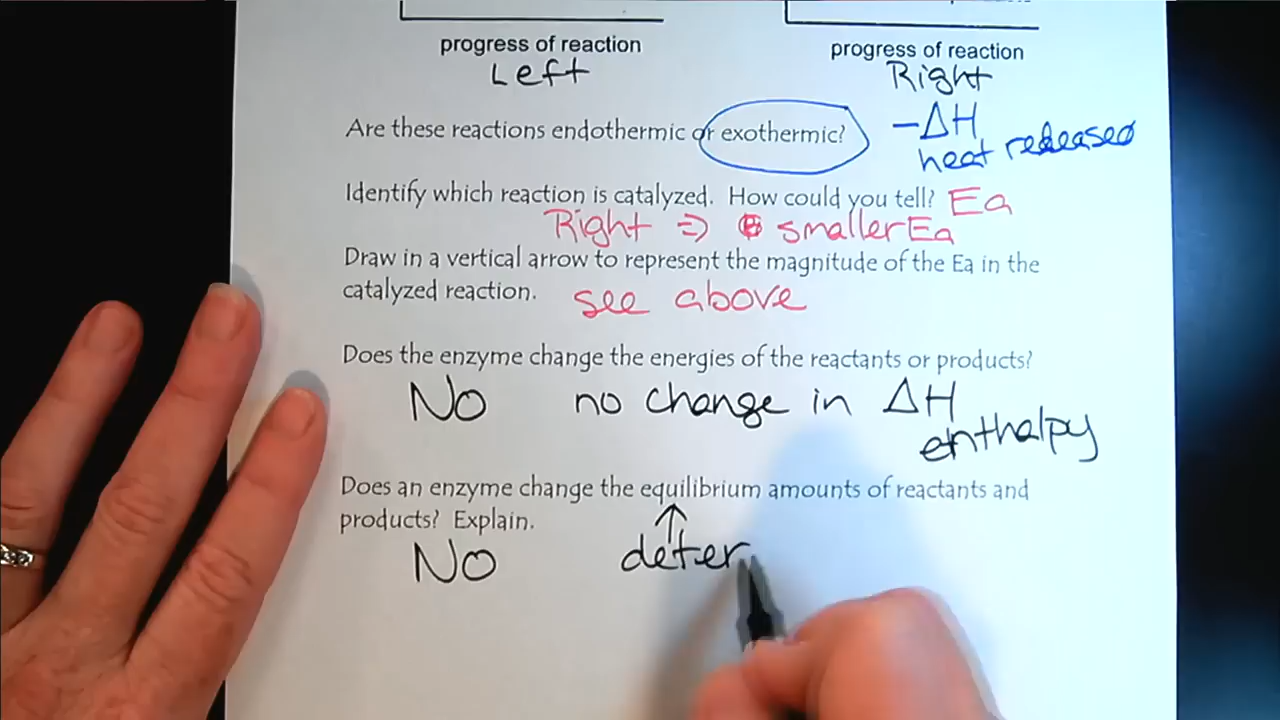 progress of reaction
progress of reaction
Left
Right
Are these reactions endothermic or exothermic?
-ΔH
heat released
Identify which reaction is catalyzed. How could you tell? Ea
Right => smaller Ea
Draw in a vertical arrow to represent the magnitude of the Ea in the
catalyzed reaction. see above
Does the enzyme change the energies of the reactants or products?
No no change in ΔH
enthalpy
Does an enzyme change the equilibrium amounts of reactants and
products? Explain.
No deter